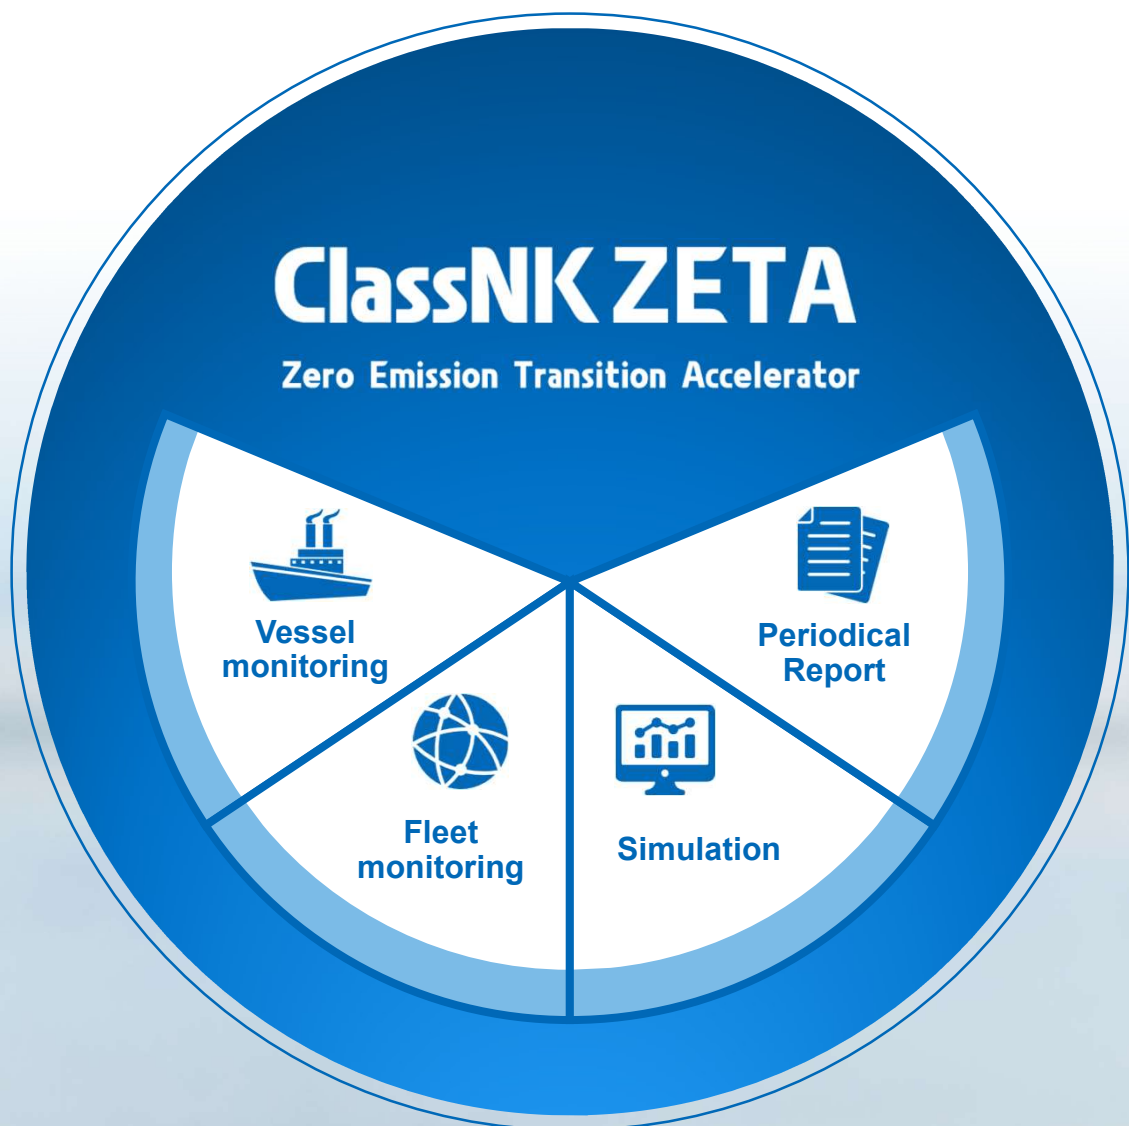 ClassNK ZETA
Zero Emission Transition Accelerator
Vessel
monitoring
Fleet
monitoring
Simulation
Periodical
Report